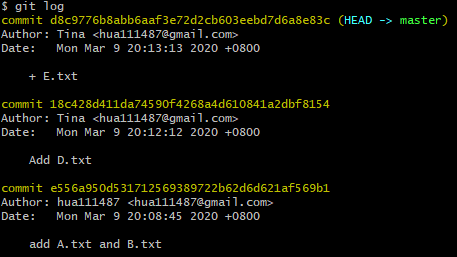 $ git log
commit d8c9776b8abb6aaf3e72d2cb603eebd7d6a8e83c (HEAD -> master)
Author: Tina <hua111487@gmail.com>
Date:   Mon Mar 9 20:13:13 2020 +0800
+ E.txt
commit 18c428d411da74590f4268a4d610841a2dbf8154
Author: Tina <hua111487@gmail.com>
Date:   Mon Mar 9 20:12:12 2020 +0800
Add D.txt
commit e556a950d531712569389722b62d6d621af569b1
Author: hua111487 <hua111487@gmail.com>
Date:   Mon Mar 9 20:08:45 2020 +0800
add A.txt and B.txt